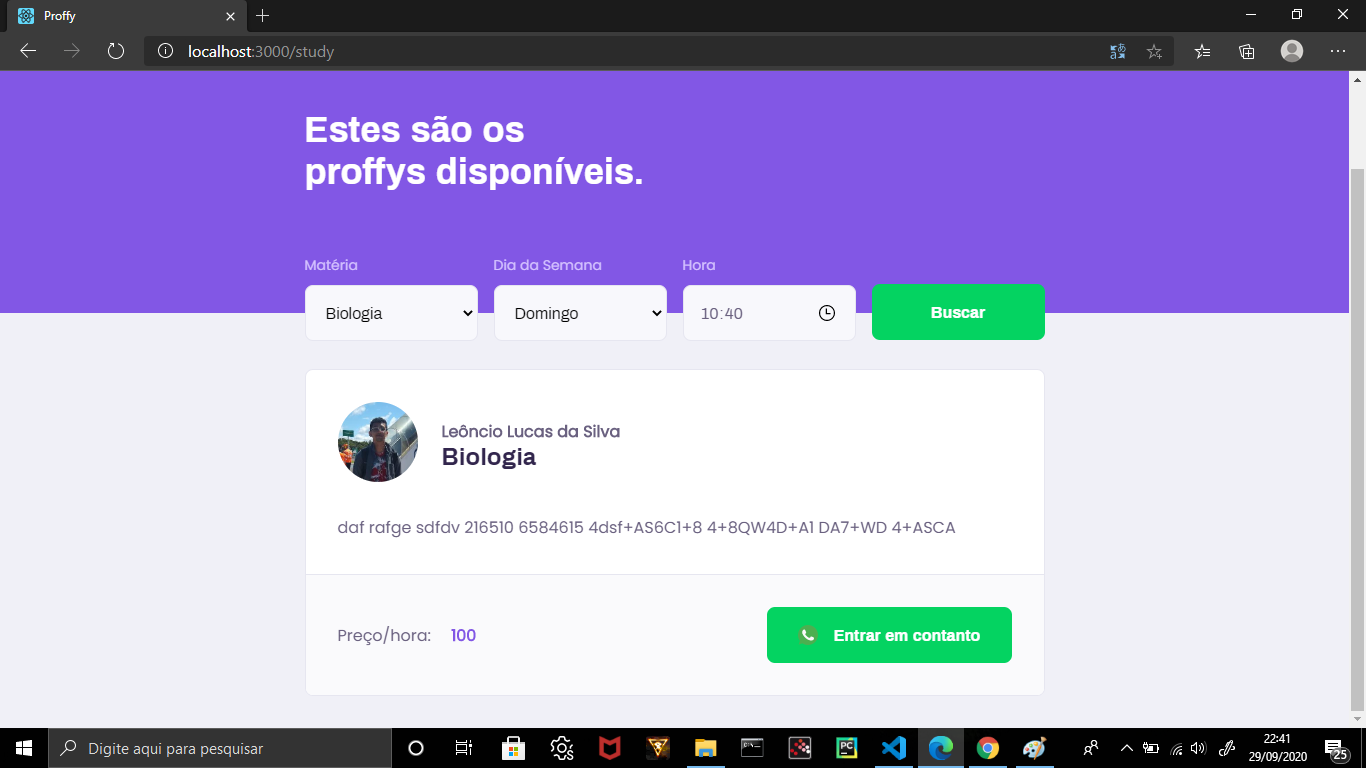 Proffy
localhost:3000/study
Estes são os
proffys disponíveis.
Matéria Dia da Semana Hora
Biologia Domingo 10:40 Buscar
Leôncio Lucas da Silva
Biologia
daf rafge sdfdv 216510 6584615 4dsf+AS6C1+8 4+8QW4D+A1 DA7+WD 4+ASCA
Preço/hora: 100 Entrar em contanto
Digite aqui para pesquisar
22:41
29/09/2020
25